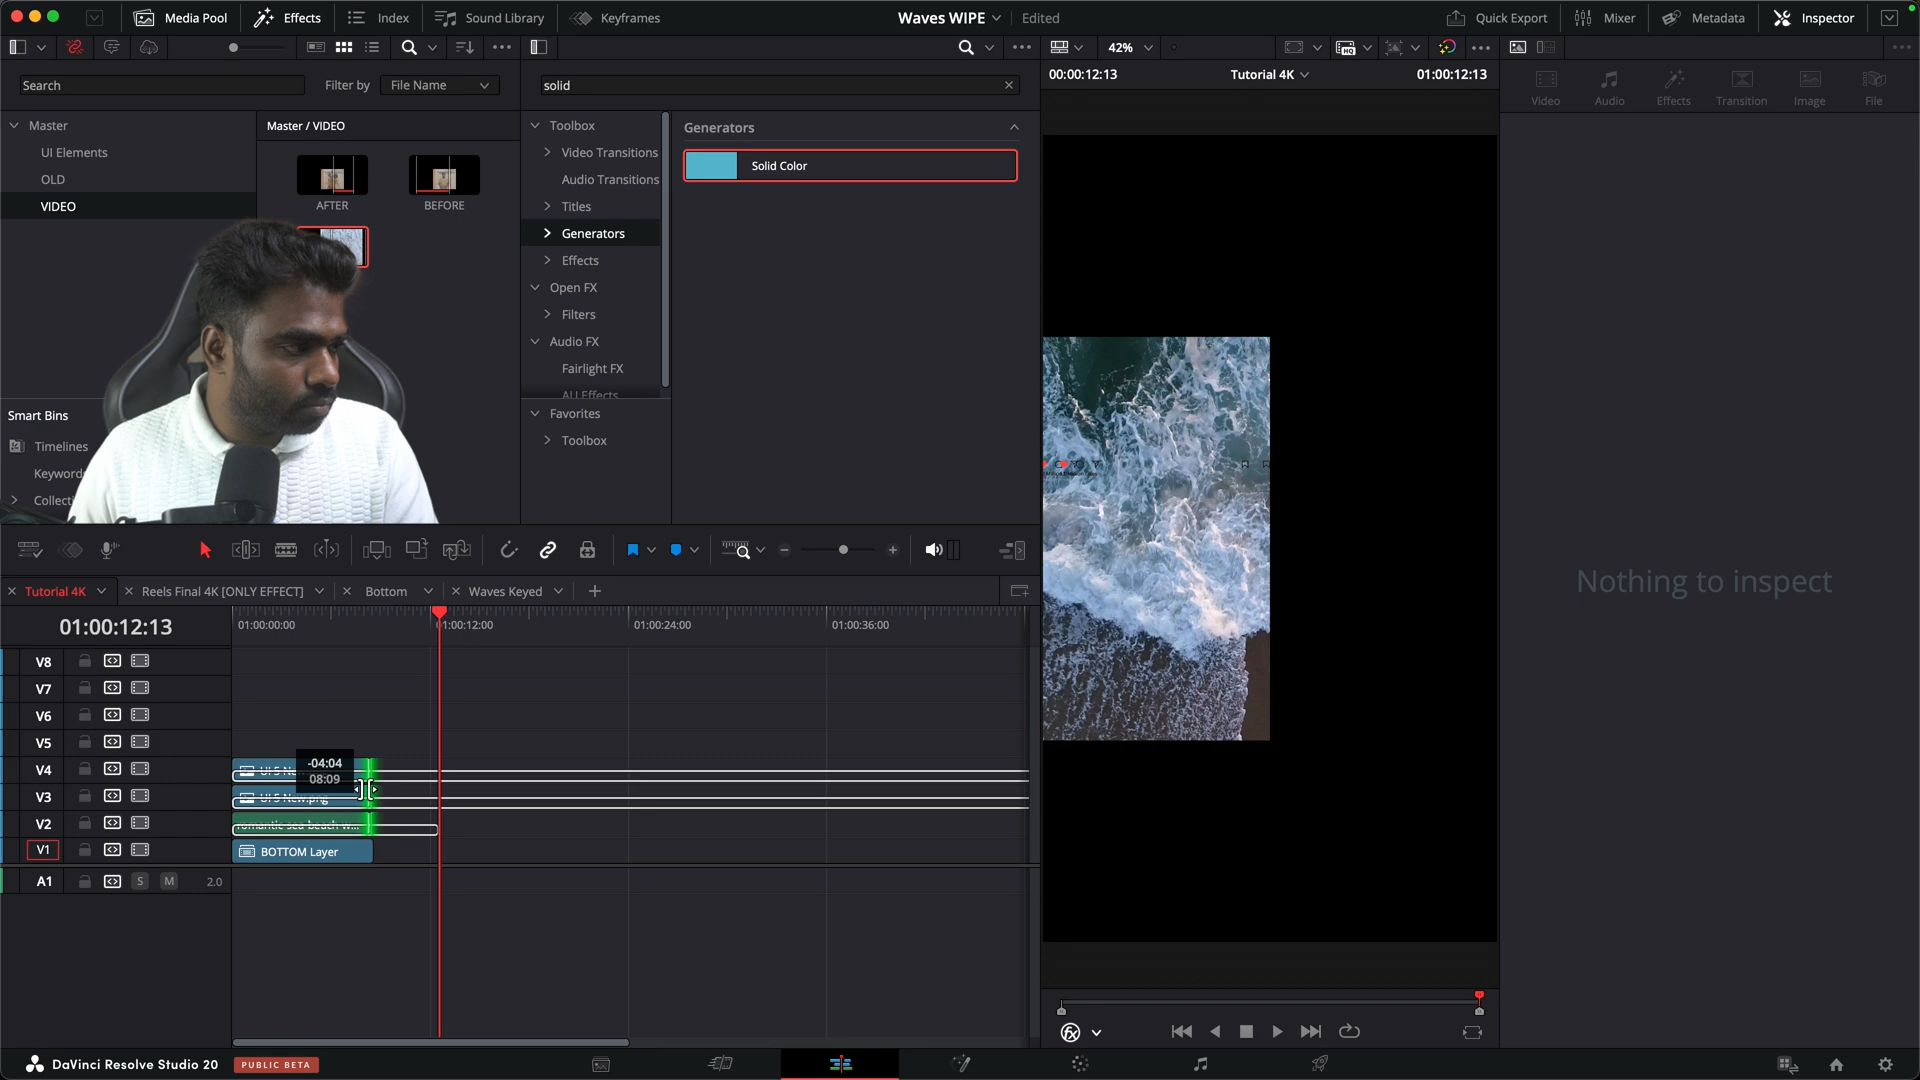 Media Pool
Effects
Index
Sound Library
Keyframes
Waves WIPE
Edited
Quick Export
Mixer
Metadata
Inspector
42%
Search
Filter by
File Name
solid
00:00:12:13
Tutorial 4K
01:00:12:13
Video
Audio
Effects
Transition
Image
File
Master
UI Elements
OLD
VIDEO
Master / VIDEO
AFTER
BEFORE
Toolbox
Video Transitions
Audio Transitions
Titles
Generators
Effects
Open FX
Filters
Audio FX
Fairlight FX
AU Effects
Favorites
Toolbox
Generators
Solid Color
Smart Bins
Timelines
Nothing to inspect
Tutorial 4K
Reels Final 4K [ONLY EFFECT]
Bottom
Waves Keyed
01:00:12:13
01:00:00:00
01:00:12:00
01:00:24:00
01:00:36:00
V8
V7
V6
V5
V4
V3
V2
V1
A1
S
M
2.0
-04:04
08:09
BOTTOM Layer
DaVinci Resolve Studio 20
PUBLIC BETA